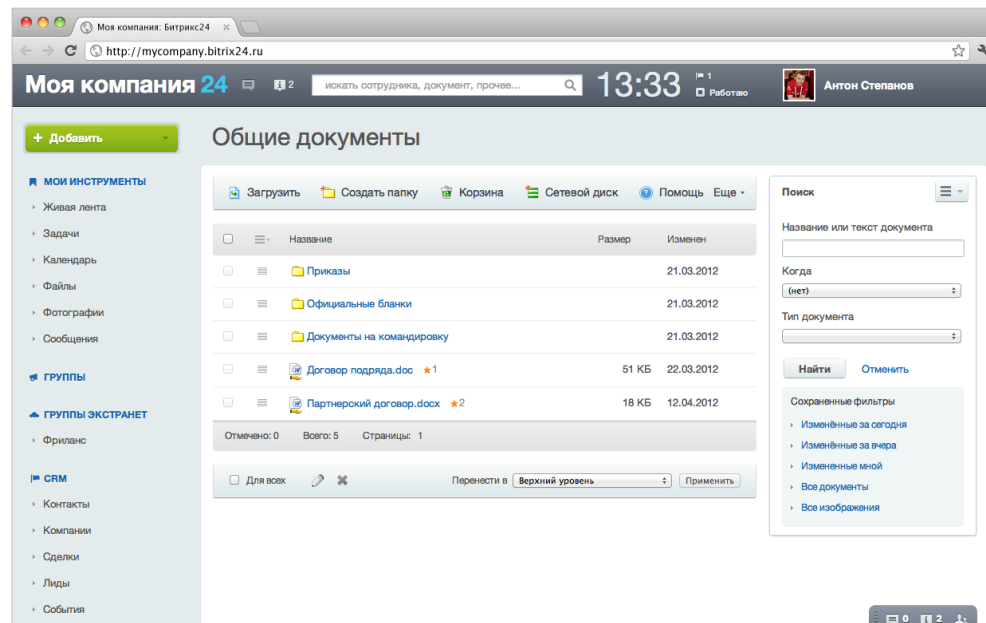 Моя компания: Битрикс24
http://mycompany.bitrix24.ru
Моя компания 24
2
искать сотрудника, документ, прочее...
13:33
1
Работаю
Антон Степанов
+ Добавить
Общие документы
МОИ ИНСТРУМЕНТЫ
Живая лента
Задачи
Календарь
Файлы
Фотографии
Сообщения
ГРУППЫ
ГРУППЫ ЭКСТРАНЕТ
Фриланс
CRM
Контакты
Компании
Сделки
Лиды
События
Загрузить Создать папку Корзина Сетевой диск Помощь Еще
Название Размер Изменен
Приказы 21.03.2012
Официальные бланки 21.03.2012
Документы на командировку 21.03.2012
Договор подряда.doc ★1 51 КБ 22.03.2012
Партнерский договор.docx ★2 18 КБ 12.04.2012
Отмечено: 0 Всего: 5 Страницы: 1
Для всех Перенести в Верхний уровень Применить
Поиск
Название или текст документа
Когда
(нет)
Тип документа
Найти Отменить
Сохраненные фильтры
Изменённые за сегодня
Изменённые за вчера
Измененные мной
Все документы
Все изображения
0 2